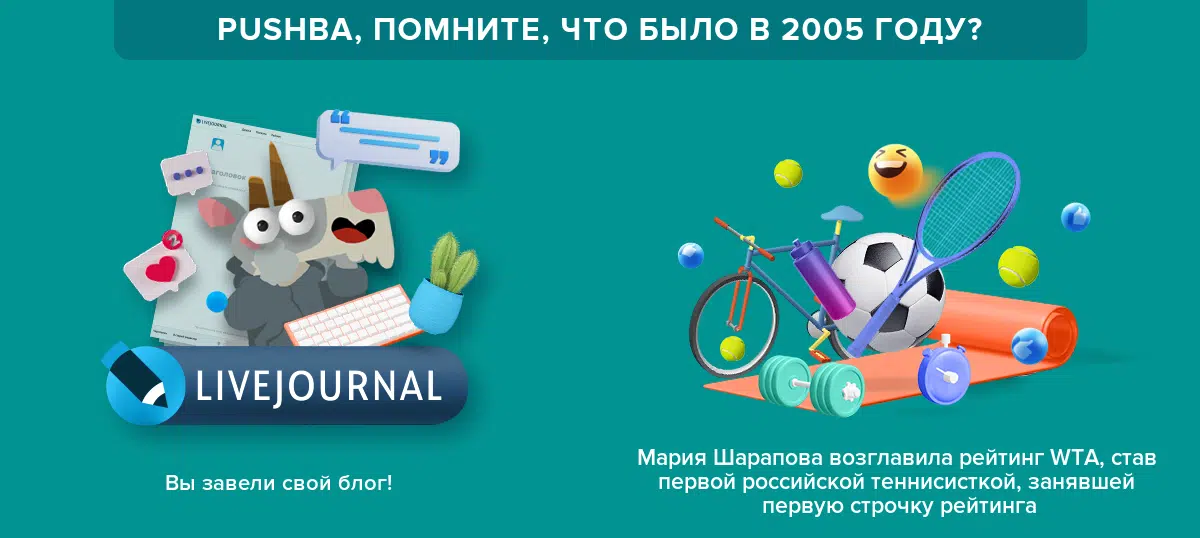 PUSHBA, ПОМНИТЕ, ЧТО БЫЛО В 2005 ГОДУ?
LIVEJOURNAL
2
LIVEJOURNAL
Вы завели свой блог!
Мария Шарапова возглавила рейтинг WTA, став
первой российской теннисисткой, занявшей
первую строчку рейтинга